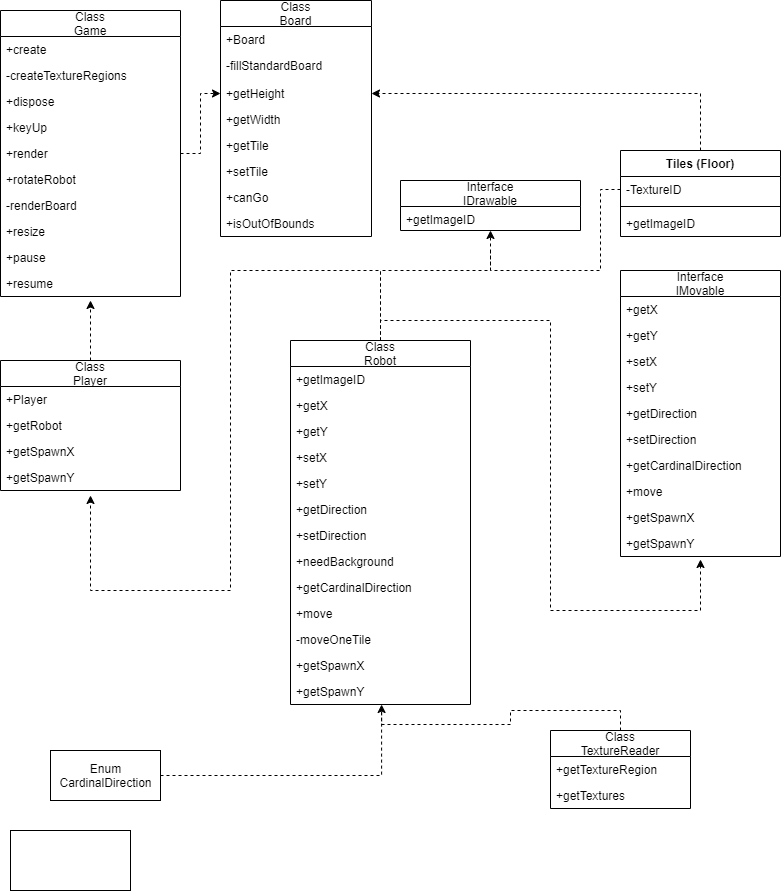 Class
Game
+create
-createTextureRegions
+dispose
+keyUp
+render
+rotateRobot
-renderBoard
+resize
+pause
+resume
Class
Board
+Board
-fillStandardBoard
+getHeight
+getWidth
+getTile
+setTile
+canGo
+isOutOfBounds
Interface
IDrawable
+getImageID
Tiles (Floor)
-TextureID
+getImageID
Class
Player
+Player
+getRobot
+getSpawnX
+getSpawnY
Class
Robot
+getImageID
+getX
+getY
+setX
+setY
+getDirection
+setDirection
+needBackground
+getCardinalDirection
+move
-moveOneTile
+getSpawnX
+getSpawnY
Interface
IMovable
+getX
+getY
+setX
+setY
+getDirection
+setDirection
+getCardinalDirection
+move
+getSpawnX
+getSpawnY
Enum
CardinalDirection
Class
TextureReader
+getTextureRegion
+getTextures